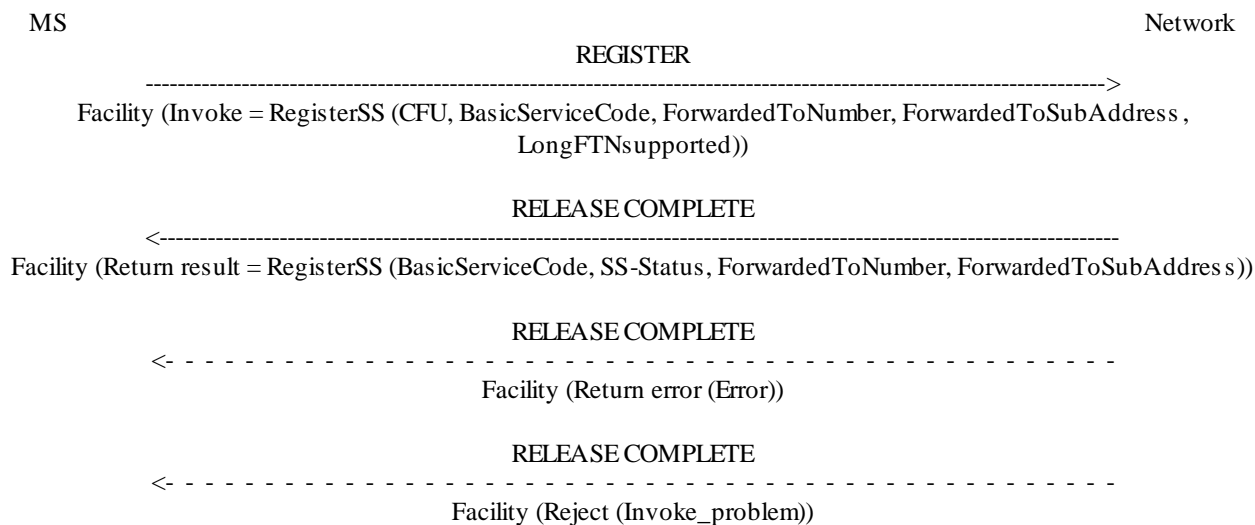 MS Network
REGISTER
------------------------------------------------------------------------------------------------------------------------>
Facility (Invoke = RegisterSS (CFU, BasicServiceCode, ForwardedToNumber, ForwardedToSubAddress,
LongFTNsupported))
RELEASE COMPLETE
<------------------------------------------------------------------------------------------------------------------------
Facility (Return result = RegisterSS (BasicServiceCode, SS-Status, ForwardedToNumber, ForwardedToSubAddress))
RELEASE COMPLETE
<- - - - - - - - - - - - - - - - - - - - - - - - - - - - - - - - - - - - - - - - - - - - - - - - -
Facility (Return error (Error))
RELEASE COMPLETE
<- - - - - - - - - - - - - - - - - - - - - - - - - - - - - - - - - - - - - - - - - - - - - - - - -
Facility (Reject (Invoke_problem))